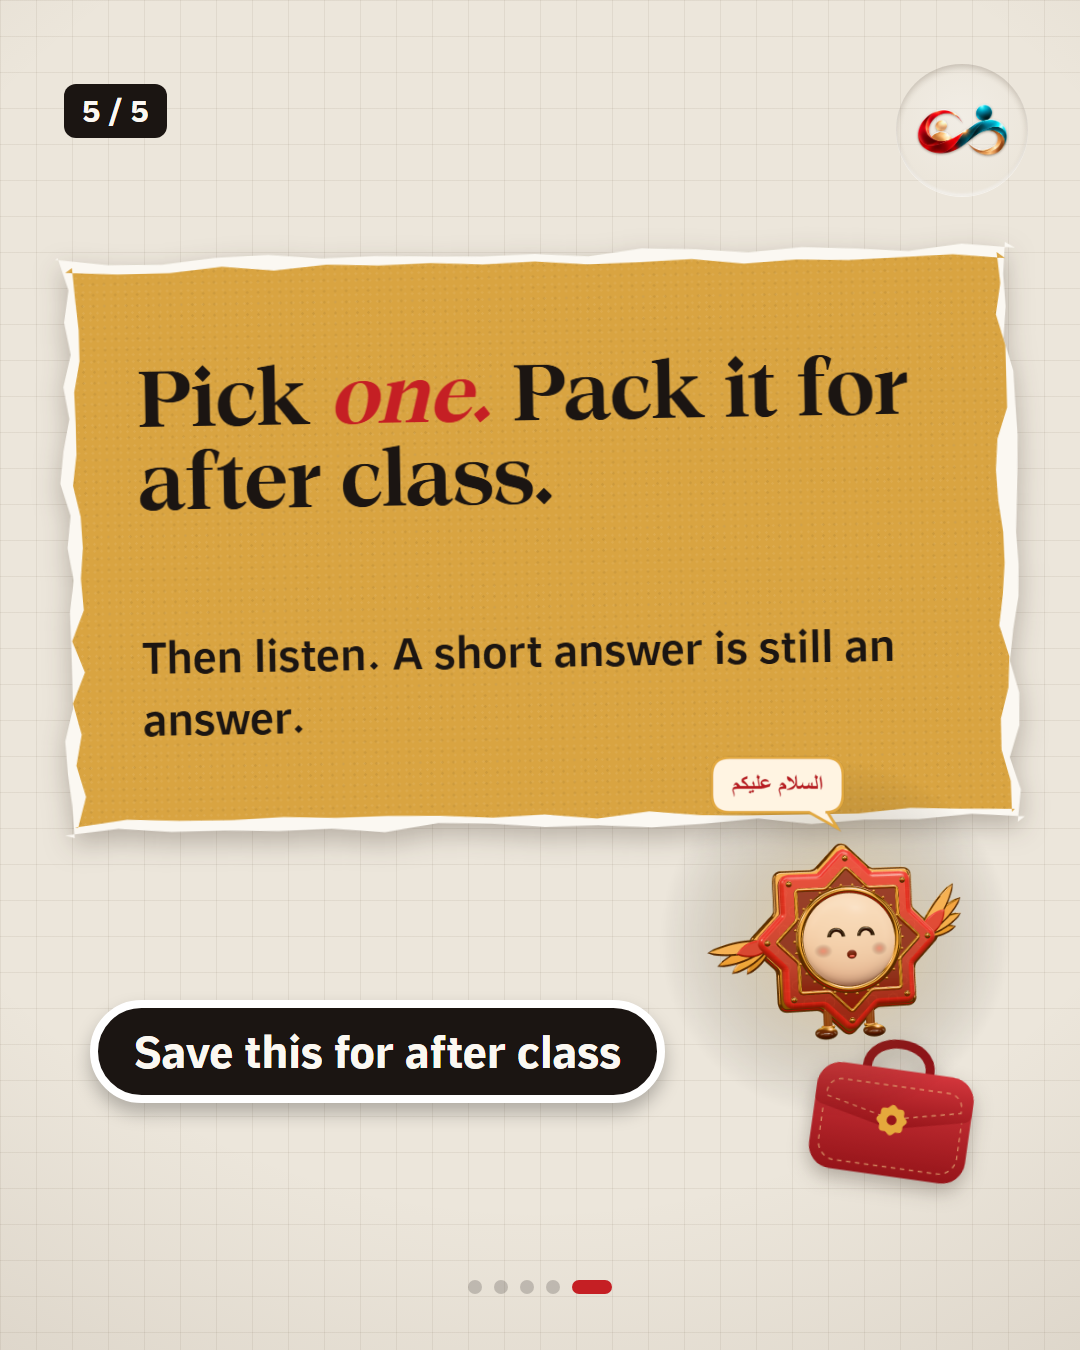 5 / 5
Pick one. Pack it for
after class.
Then listen. A short answer is still an
answer.
السلام عليكم
Save this for after class